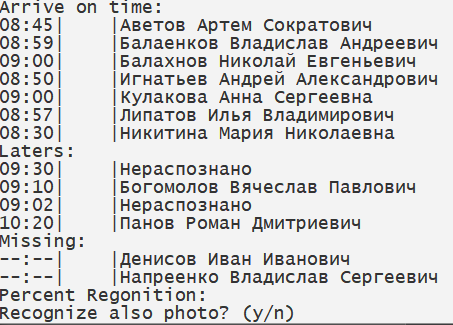 Arrive on time:
08:45|    |Аветов Артем Сократович
08:59|    |Балаенков Владислав Андреевич
09:00|    |Балахнов Николай Евгеньевич
08:50|    |Игнатьев Андрей Александрович
09:00|    |Кулакова Анна Сергеевна
08:57|    |Липатов Илья Владимирович
08:30|    |Никитина Мария Николаевна
Laters:
09:30|    |Нераспознано
09:10|    |Богомолов Вячеслав Павлович
09:02|    |Нераспознано
10:20|    |Панов Роман Дмитриевич
Missing:
--:--|    |Денисов Иван Иванович
--:--|    |Напреенко Владислав Сергеевич
Percent Regonition:
Recognize also photo? (y/n)